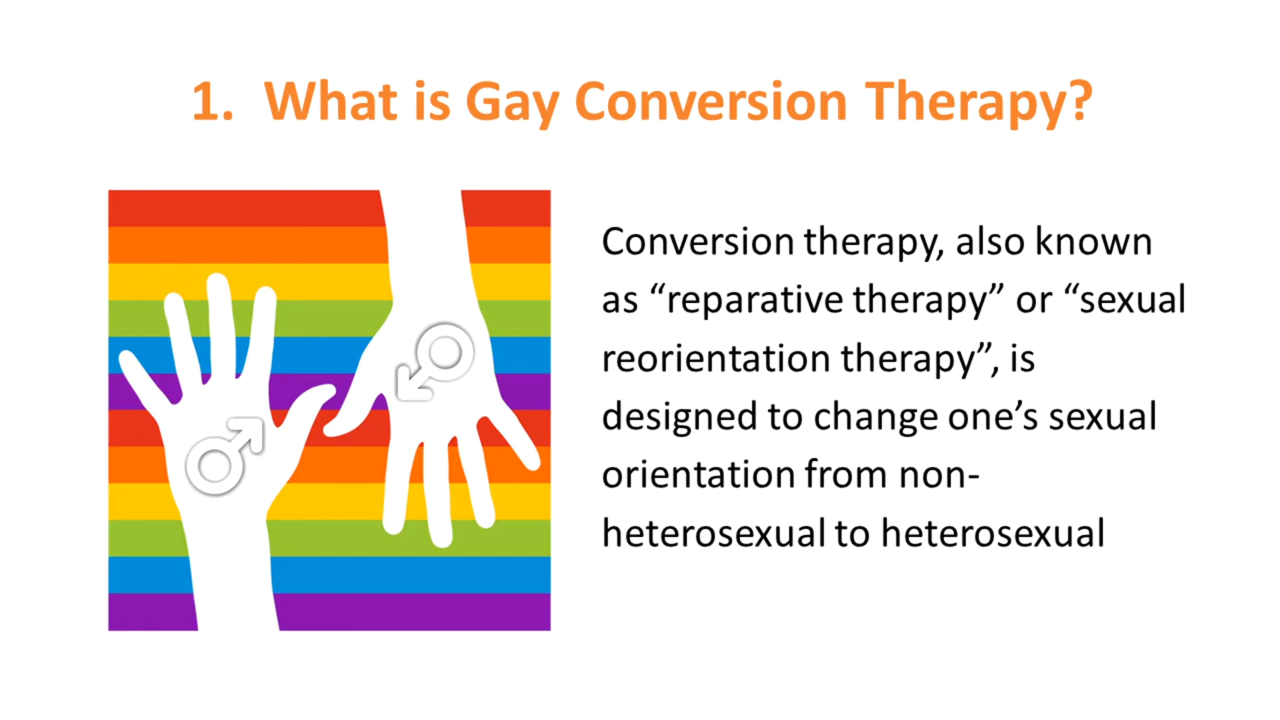 1. What is Gay Conversion Therapy?
Conversion therapy, also known
as “reparative therapy” or “sexual
reorientation therapy”, is
designed to change one’s sexual
orientation from non-
heterosexual to heterosexual